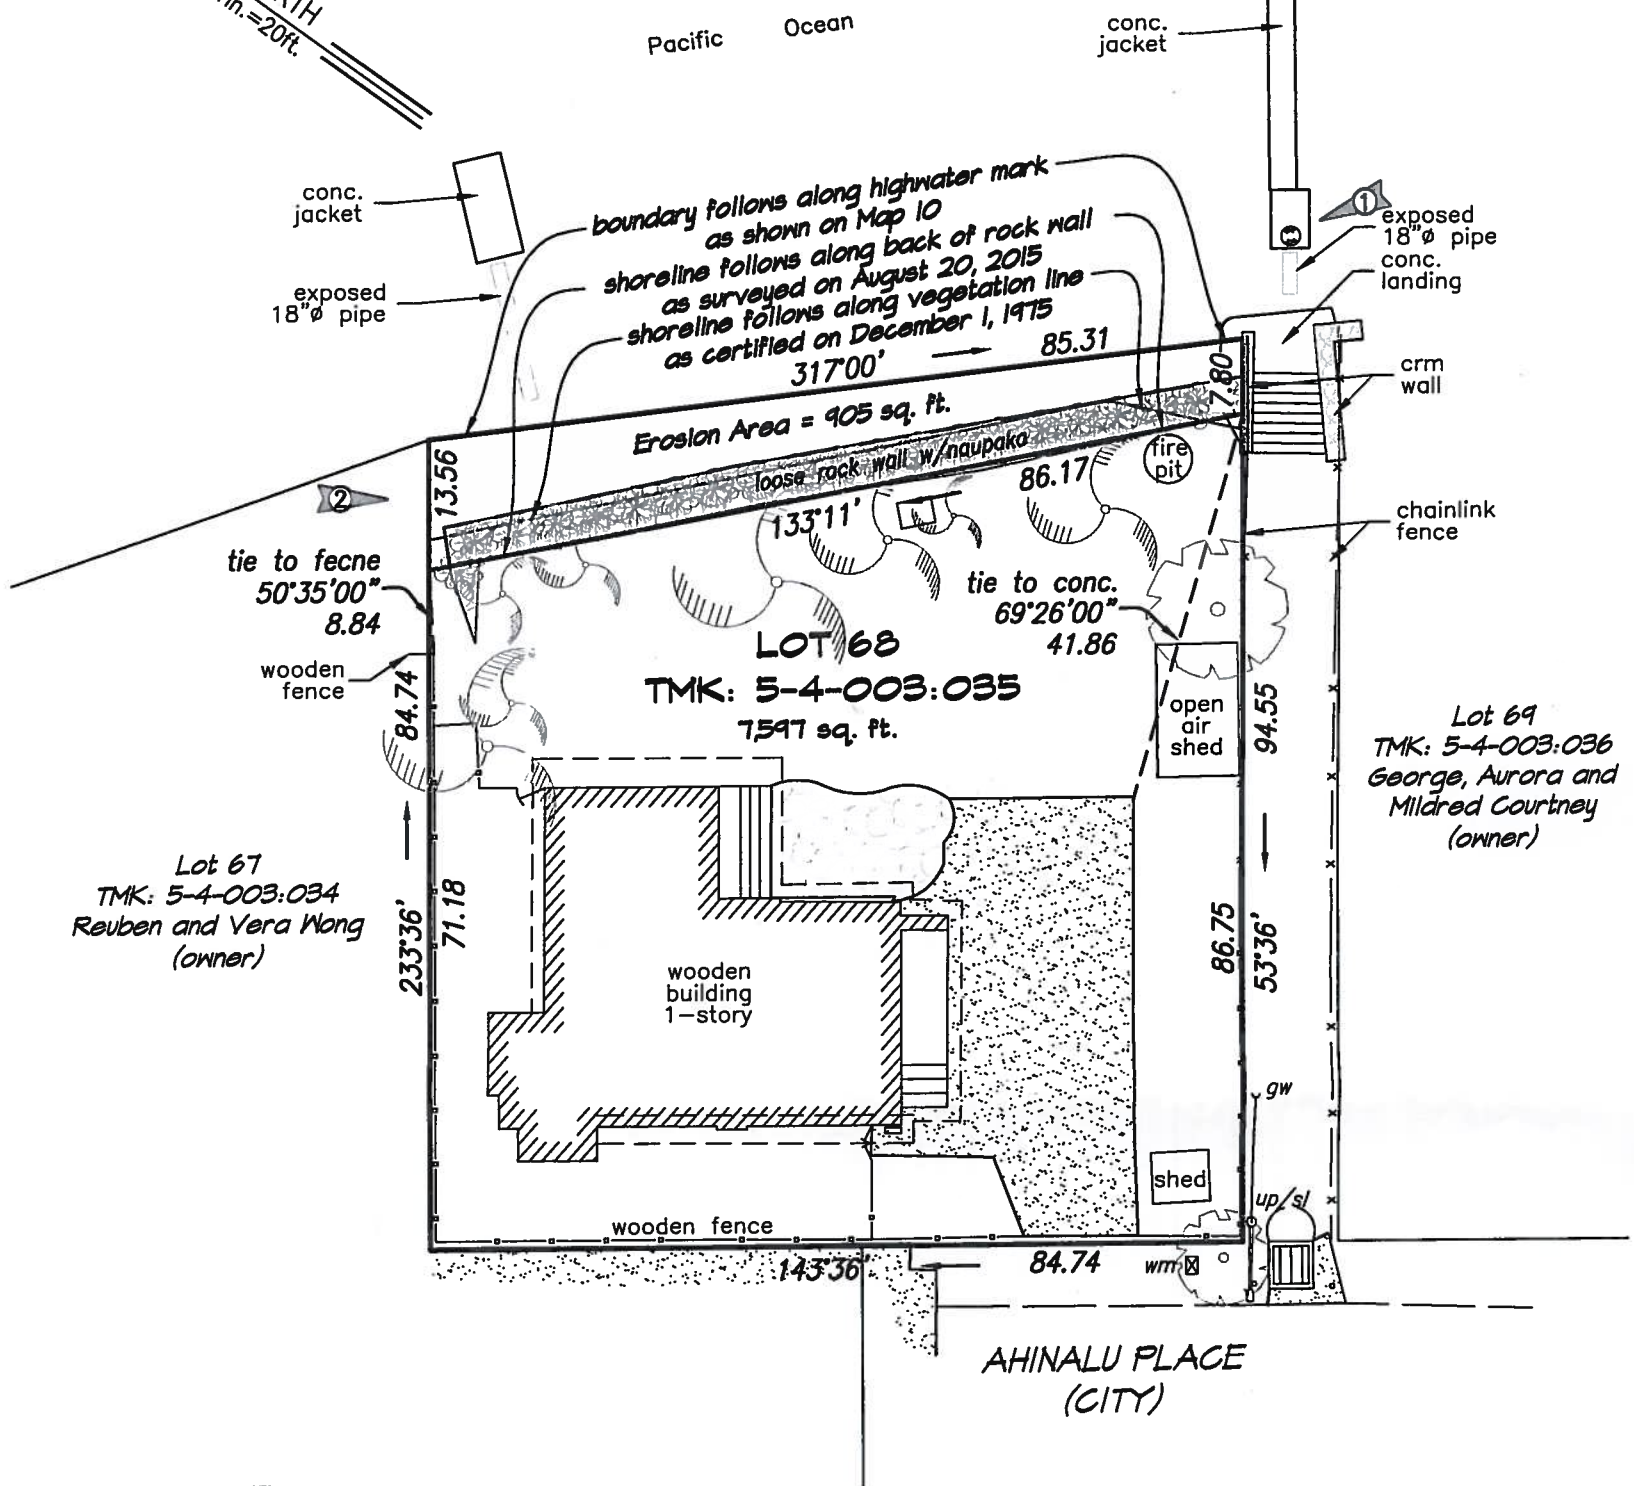 1in.=20ft.
Pacific Ocean
conc.
jacket
conc.
jacket
exposed
18"ø pipe
boundary follows along highwater mark
as shown on Map 10
shoreline follows along back of rock wall
as surveyed on August 20, 2015
shoreline follows along vegetation line
as certified on December 1, 1975
317°00'
85.31
1
exposed
18"ø pipe
conc.
landing
crm
wall
7.80
Erosion Area = 905 sq. ft.
loose rock wall w/naupaka
fire
pit
13.56
2
86.17
133°11'
chainlink
fence
tie to fecne
50°35'00"
8.84
tie to conc.
69°26'00"
41.86
wooden
fence
84.74
LOT 68
TMK: 5-4-003:035
7,597 sq. ft.
open
air
shed
94.55
Lot 69
TMK: 5-4-003:036
George, Aurora and
Mildred Courtney
(owner)
Lot 67
TMK: 5-4-003:034
Reuben and Vera Wong
(owner)
233°36'
71.18
wooden
building
1-story
86.75
53°36'
gw
shed
up/sl
wooden fence
143°36'
84.74
wm
AHINALU PLACE
(CITY)